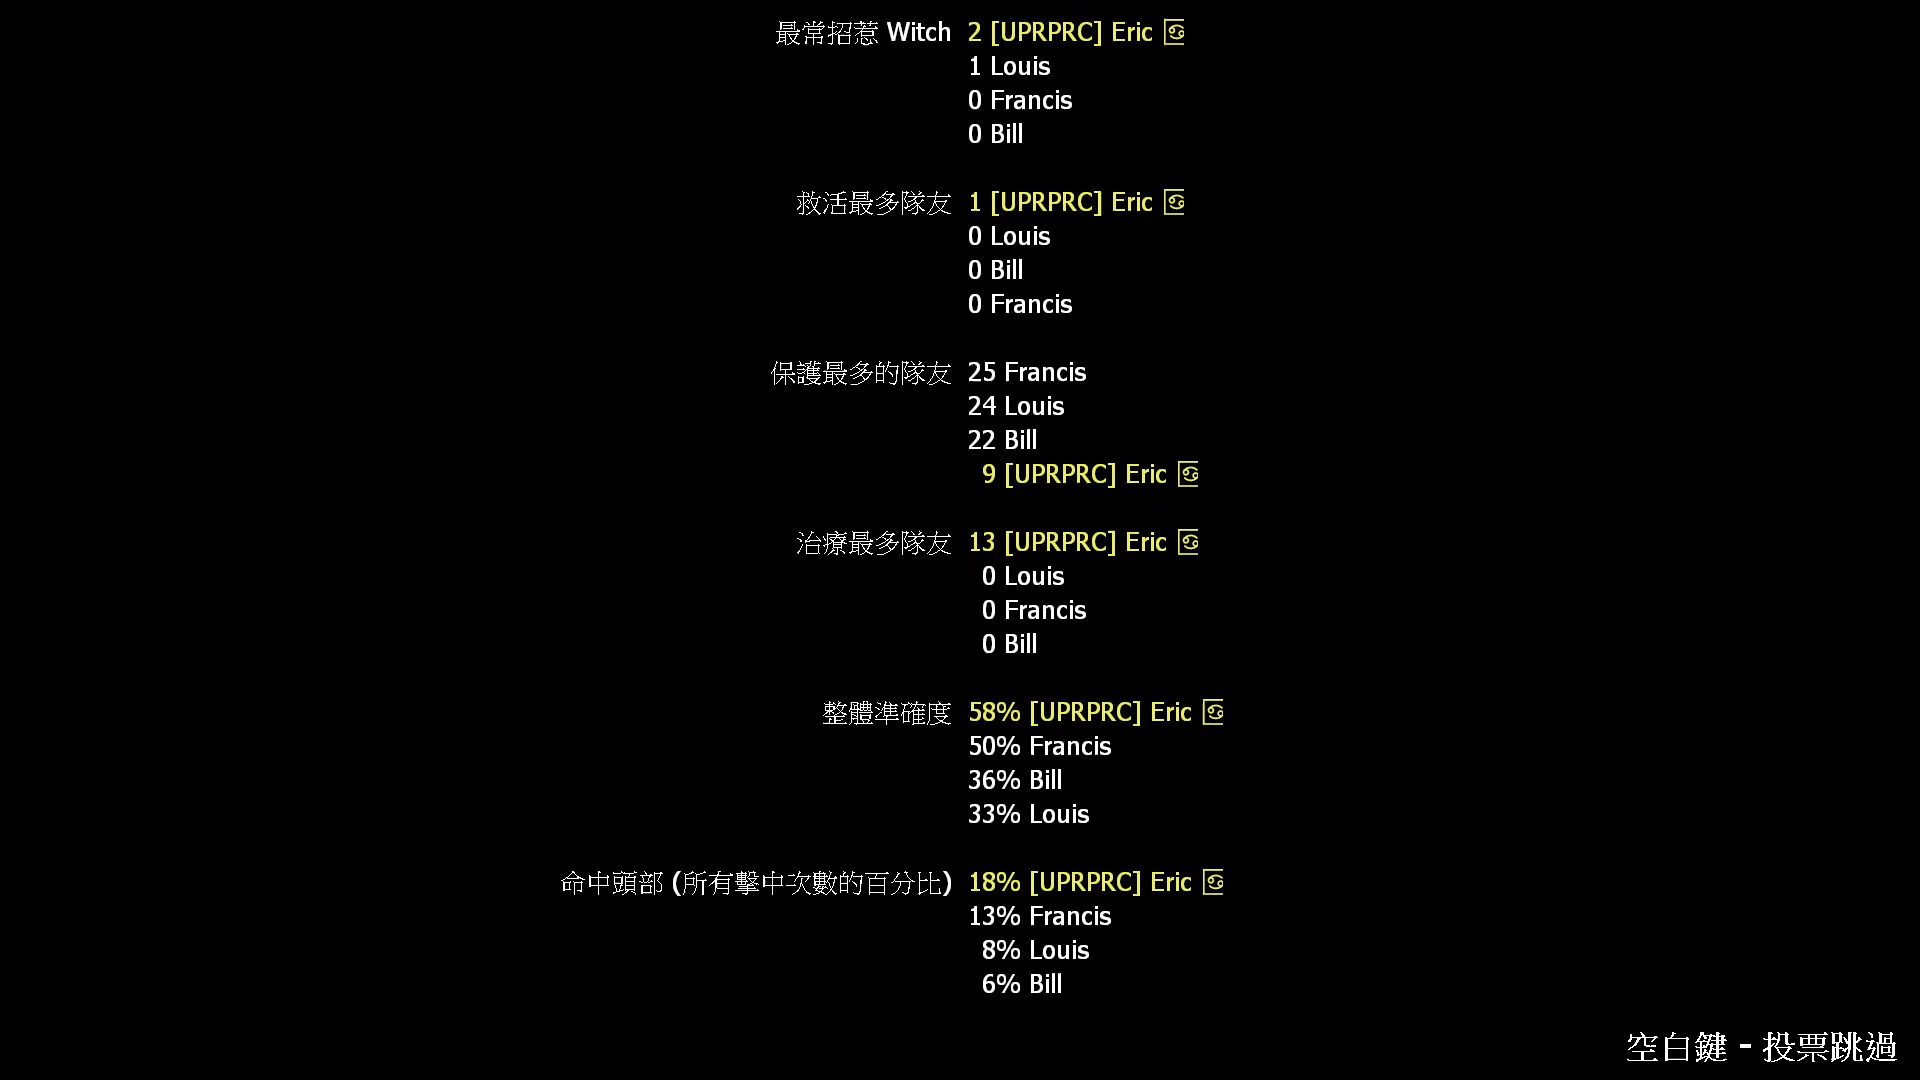 最常招惹 Witch 2 [UPRPRC] Eric ♋
1 Louis
0 Francis
0 Bill
救活最多隊友 1 [UPRPRC] Eric ♋
0 Louis
0 Bill
0 Francis
保護最多的隊友 25 Francis
24 Louis
22 Bill
9 [UPRPRC] Eric ♋
治療最多隊友 13 [UPRPRC] Eric ♋
0 Louis
0 Francis
0 Bill
整體準確度 58% [UPRPRC] Eric ♋
50% Francis
36% Bill
33% Louis
命中頭部 (所有擊中次數的百分比) 18% [UPRPRC] Eric ♋
13% Francis
8% Louis
6% Bill
空白鍵 - 投票跳過